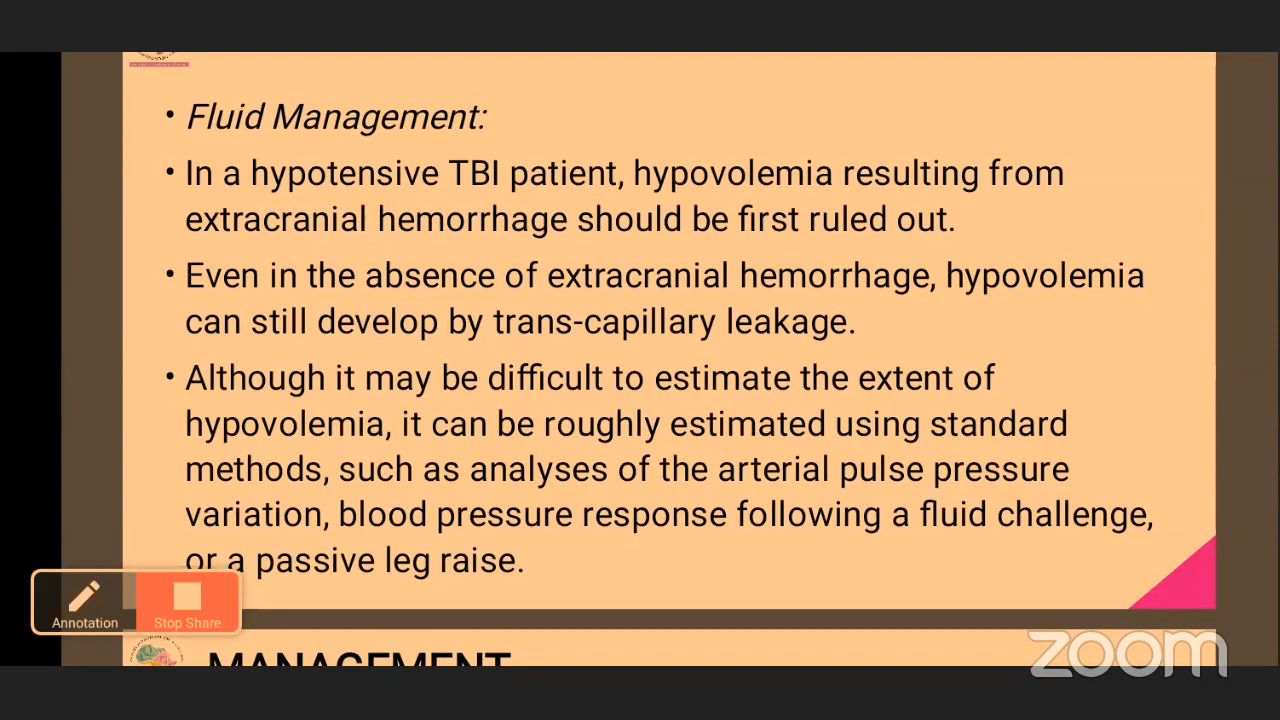 • Fluid Management:
• In a hypotensive TBI patient, hypovolemia resulting from
extracranial hemorrhage should be first ruled out.
• Even in the absence of extracranial hemorrhage, hypovolemia
can still develop by trans-capillary leakage.
• Although it may be difficult to estimate the extent of
hypovolemia, it can be roughly estimated using standard
methods, such as analyses of the arterial pulse pressure
variation, blood pressure response following a fluid challenge,
or a passive leg raise.
Annotation
Stop Share
MANAGEMENT
zoom